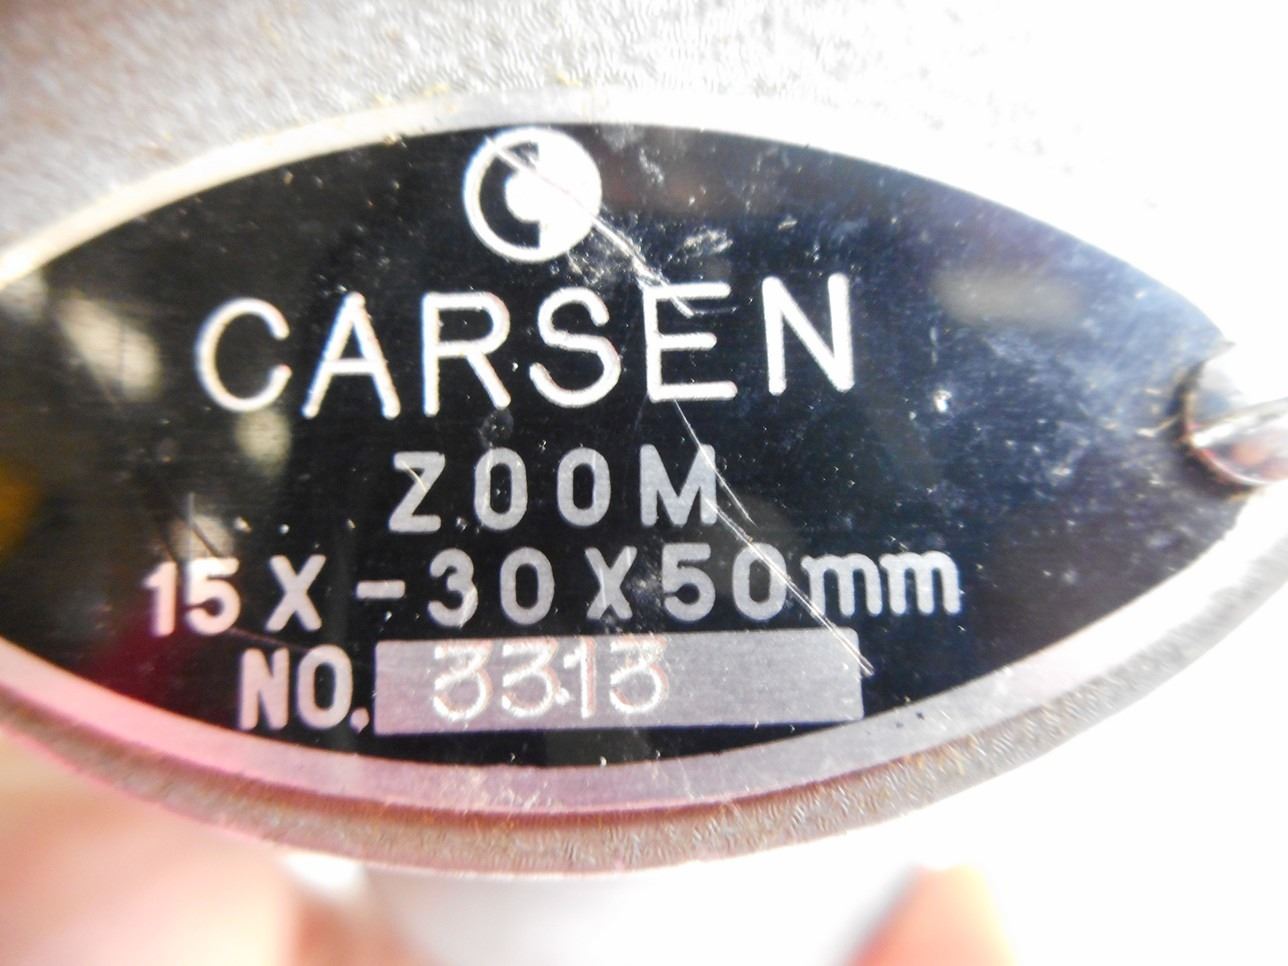 CARSEN
ZOOM
15X-30X50mm
NO. 3313